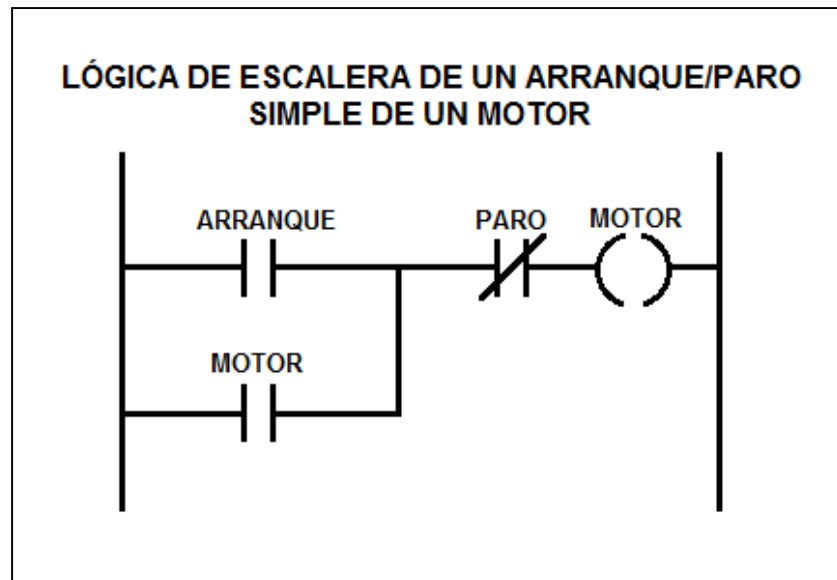 LÓGICA DE ESCALERA DE UN ARRANQUE/PARO
SIMPLE DE UN MOTOR
ARRANQUE
PARO
MOTOR
MOTOR